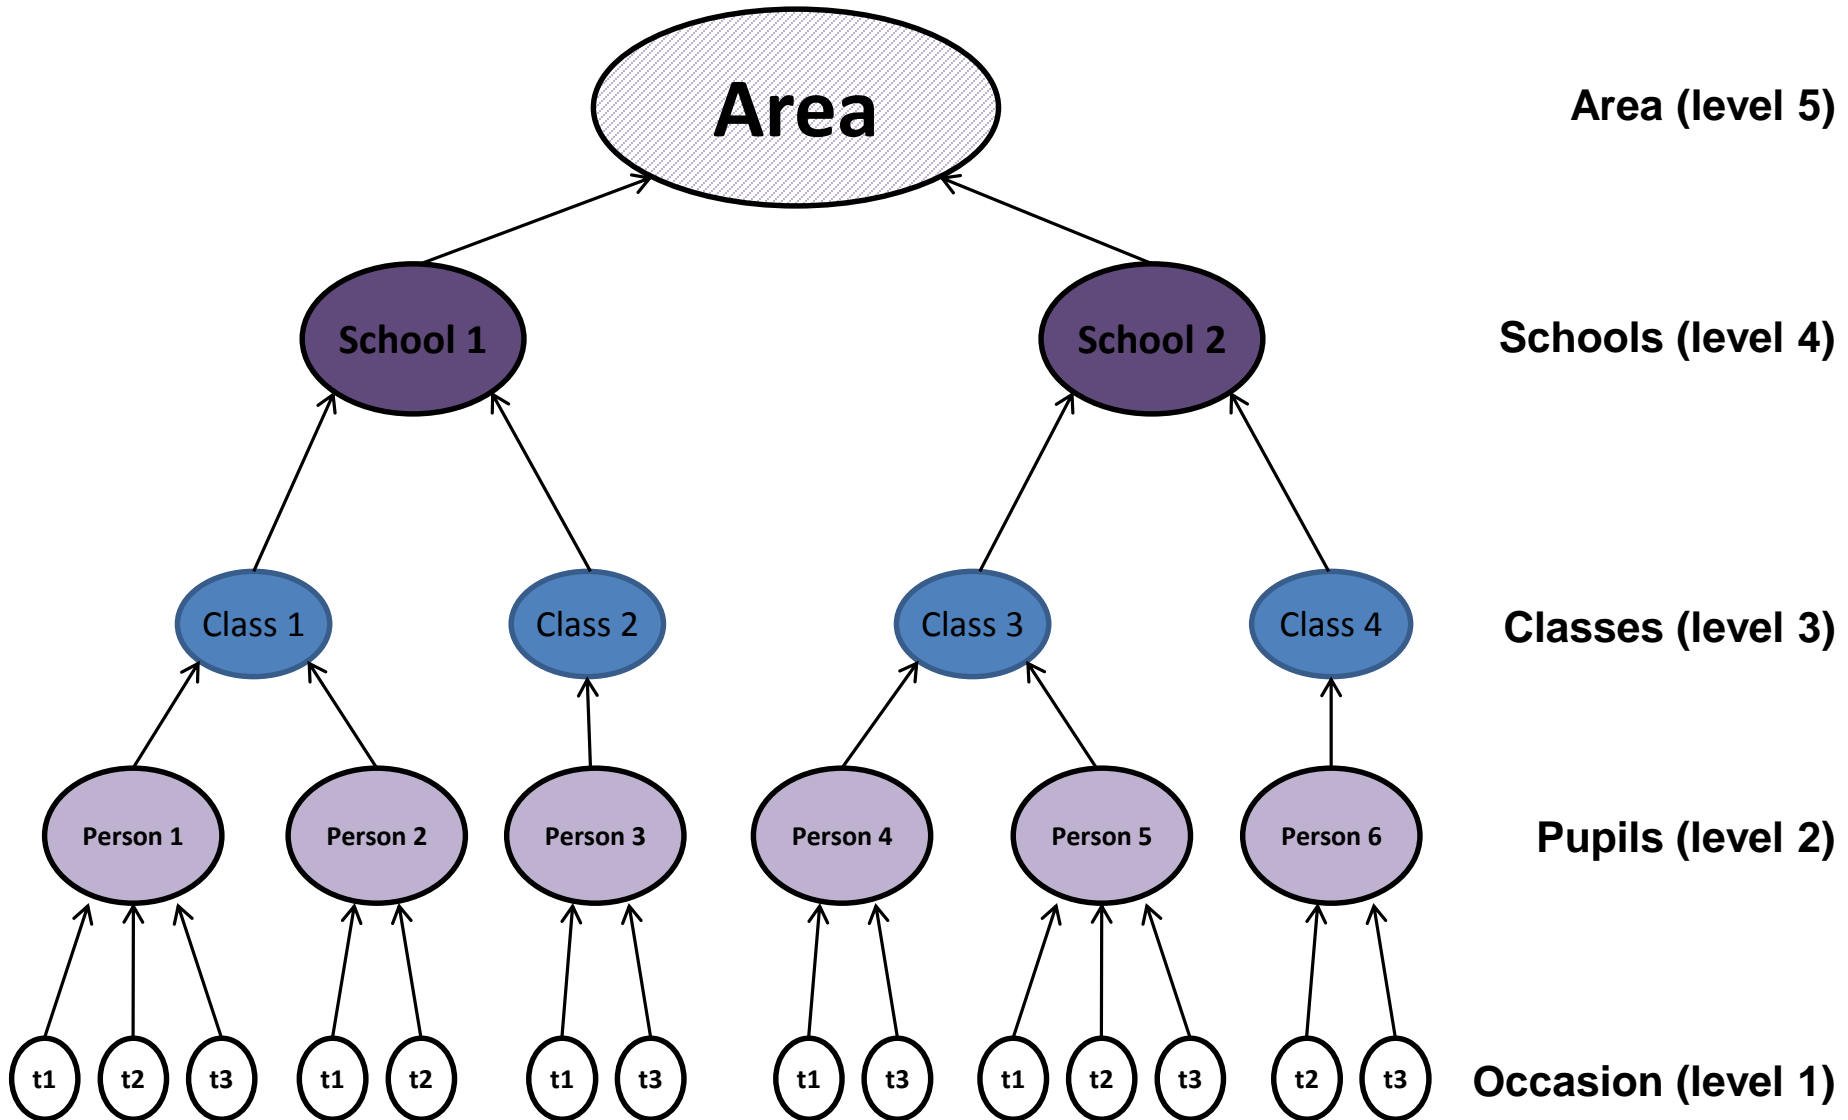 Area
Area (level 5)
School 1
School 2
Schools (level 4)
Class 1
Class 2
Class 3
Class 4
Classes (level 3)
Person 1
Person 2
Person 3
Person 4
Person 5
Person 6
Pupils (level 2)
t1
t2
t3
t1
t2
t1
t3
t1
t3
t1
t2
t3
t2
t3
Occasion (level 1)